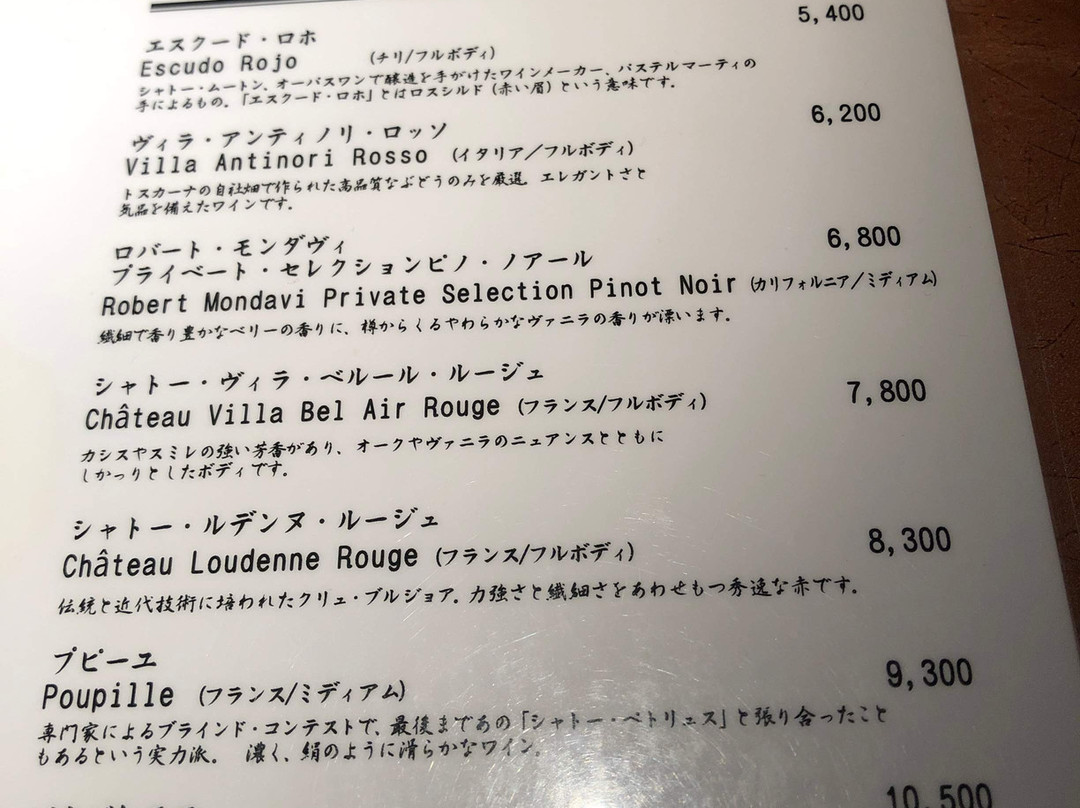 5,400
エスクード・ロホ
Escudo Rojo (チリ/フルボディ)
シャトー・ムートン、オーパスワンで醸造を手がけたワインメーカー、パステルマーティの
手によるもの。「エスクード・ロホ」とはロスシルド（赤い盾）という意味です。
6,200
ヴィラ・アンティノリ・ロッソ
Villa Antinori Rosso (イタリア/フルボディ)
トスカーナの自社畑で作られた高品質なぶどうのみを厳選。エレガントさと
気品を備えたワインです。
6,800
ロバート・モンダヴィ
プライベート・セレクションピノ・ノアール
Robert Mondavi Private Selection Pinot Noir (カリフォルニア/ミディアム)
繊細で香り豊かなベリーの香りに、樽からくるやわらかなヴァニラの香りが漂います。
シャトー・ヴィラ・ベルール・ルージュ
Château Villa Bel Air Rouge (フランス/フルボディ) 7,800
カシスやスミレの強い芳香があり、オークやヴァニラのニュアンスとともに
しかっりとしたボディです。
シャトー・ルデンヌ・ルージュ
Château Loudenne Rouge (フランス/フルボディ) 8,300
伝統と近代技術に培われたクリュ・ブルジョア。力強さと繊細さをあわせもつ秀逸な赤です。
プピーユ
Poupille (フランス/ミディアム) 9,300
専門家によるブラインド・コンテストで、最後まであの「シャトー・ペトリュス」と張り合ったこと
もあるという実力派。 濃く、絹のように滑らかなワイン。
10,500